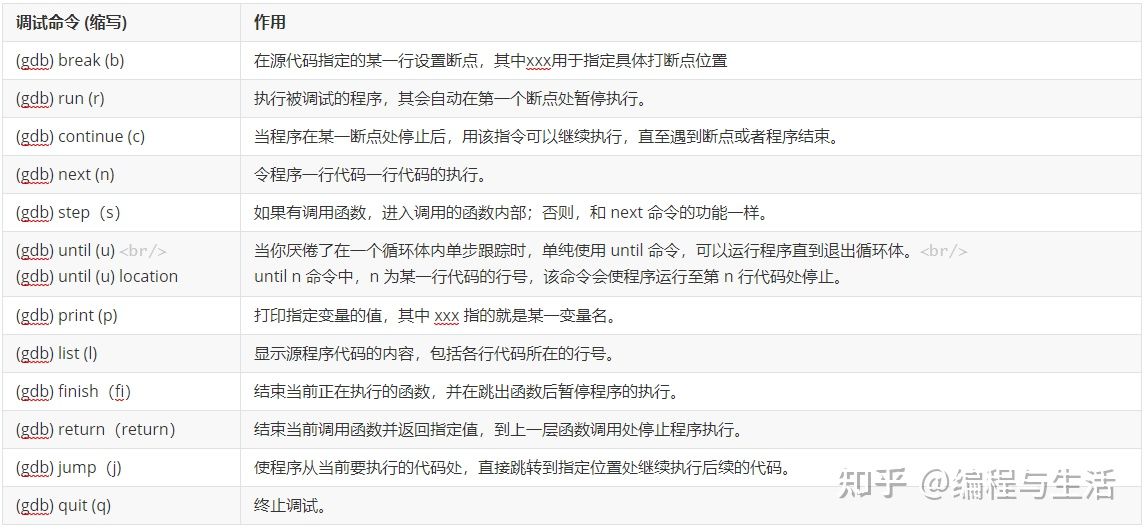 调试命令 (缩写) 作用
(gdb) break (b) 在源代码指定的某一行设置断点，其中xxx用于指定具体打断点位置
(gdb) run (r) 执行被调试的程序，其会自动在第一个断点处暂停执行。
(gdb) continue (c) 当程序在某一断点处停止后，用该指令可以继续执行，直至遇到断点或者程序结束。
(gdb) next (n) 令程序一行代码一行代码的执行。
(gdb) step（s） 如果有调用函数，进入调用的函数内部；否则，和 next 命令的功能一样。
(gdb) until (u) <br/> 当你厌倦了在一个循环体内单步跟踪时，单纯使用 until 命令，可以运行程序直到退出循环体。<br/>
(gdb) until (u) location until n 命令中，n 为某一行代码的行号，该命令会使程序运行至第 n 行代码处停止。
(gdb) print (p) 打印指定变量的值，其中 xxx 指的就是某一变量名。
(gdb) list (l) 显示源程序代码的内容，包括各行代码所在的行号。
(gdb) finish（fi） 结束当前正在执行的函数，并在跳出函数后暂停程序的执行。
(gdb) return（return） 结束当前调用函数并返回指定值，到上一层函数调用处停止程序执行。
(gdb) jump（j） 使程序从当前要执行的代码处，直接跳转到指定位置处继续执行后续的代码。
(gdb) quit (q) 终止调试。
知乎 @编程与生活